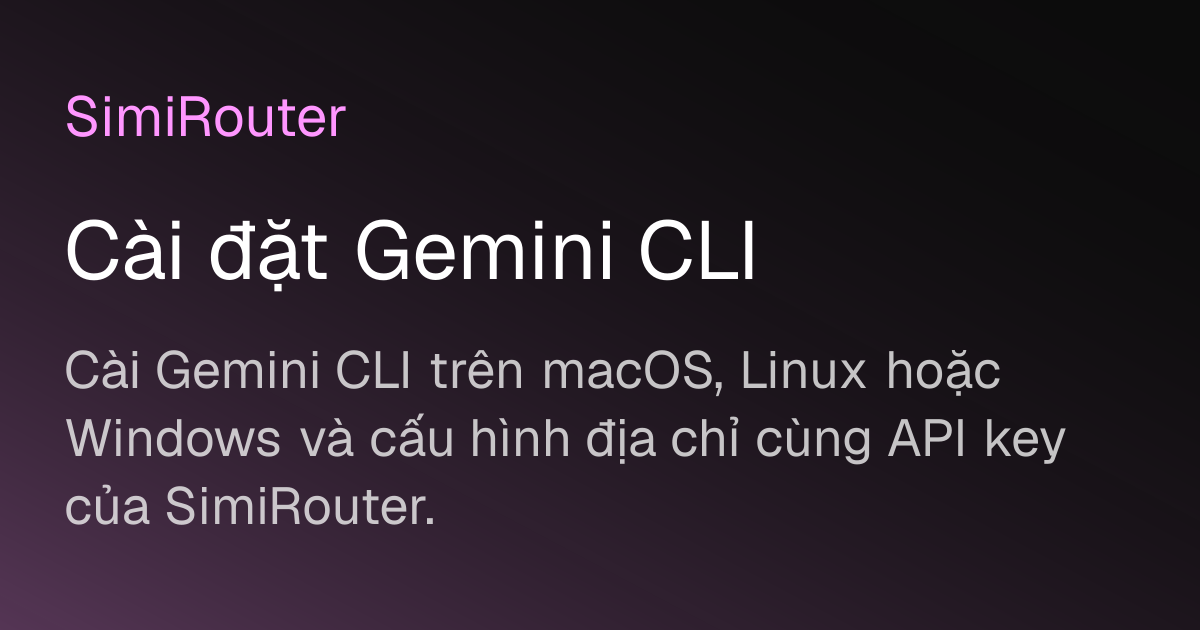 SimiRouter
Cài đặt Gemini CLI
Cài Gemini CLI trên macOS, Linux hoặc
Windows và cấu hình địa chỉ cùng API key
của SimiRouter.